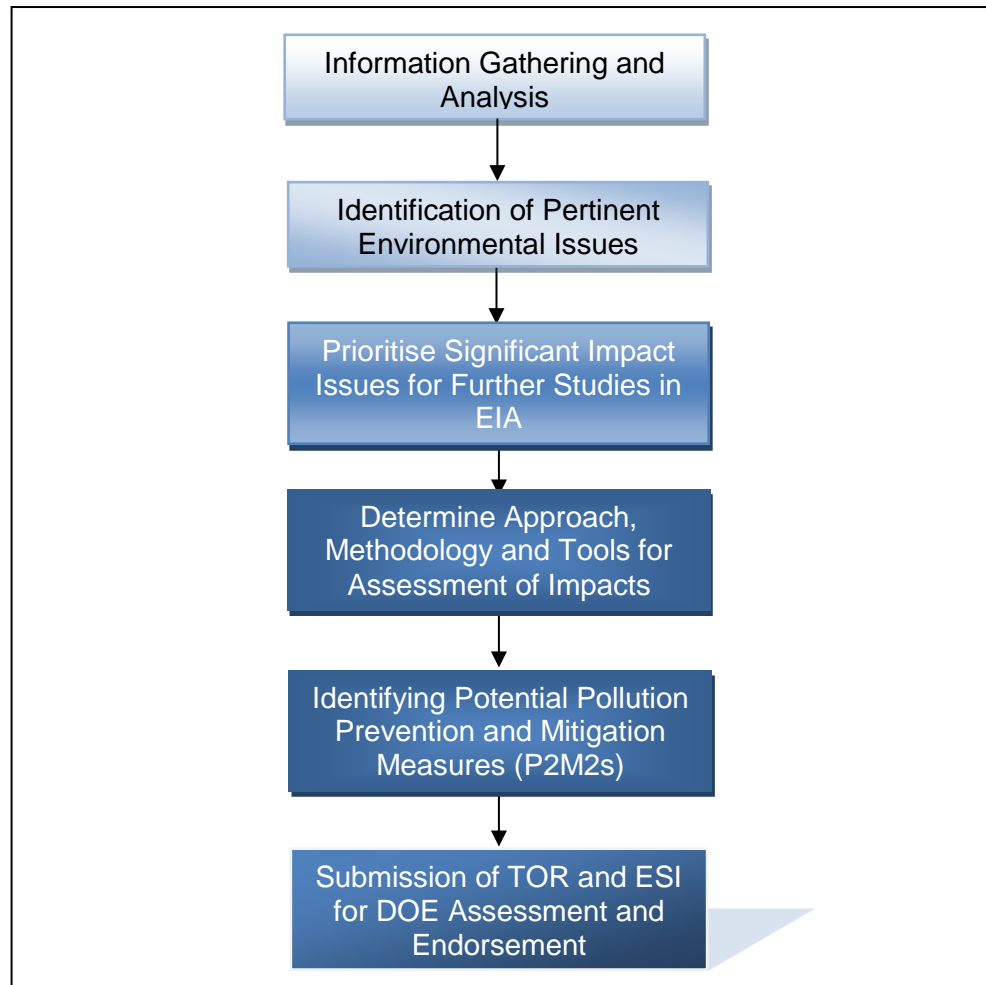 Information Gathering and
Analysis
Identification of Pertinent
Environmental Issues
Prioritise Significant Impact
Issues for Further Studies in
EIA
Determine Approach,
Methodology and Tools for
Assessment of Impacts
Identifying Potential Pollution
Prevention and Mitigation
Measures (P2M2s)
Submission of TOR and ESI
for DOE Assessment and
Endorsement